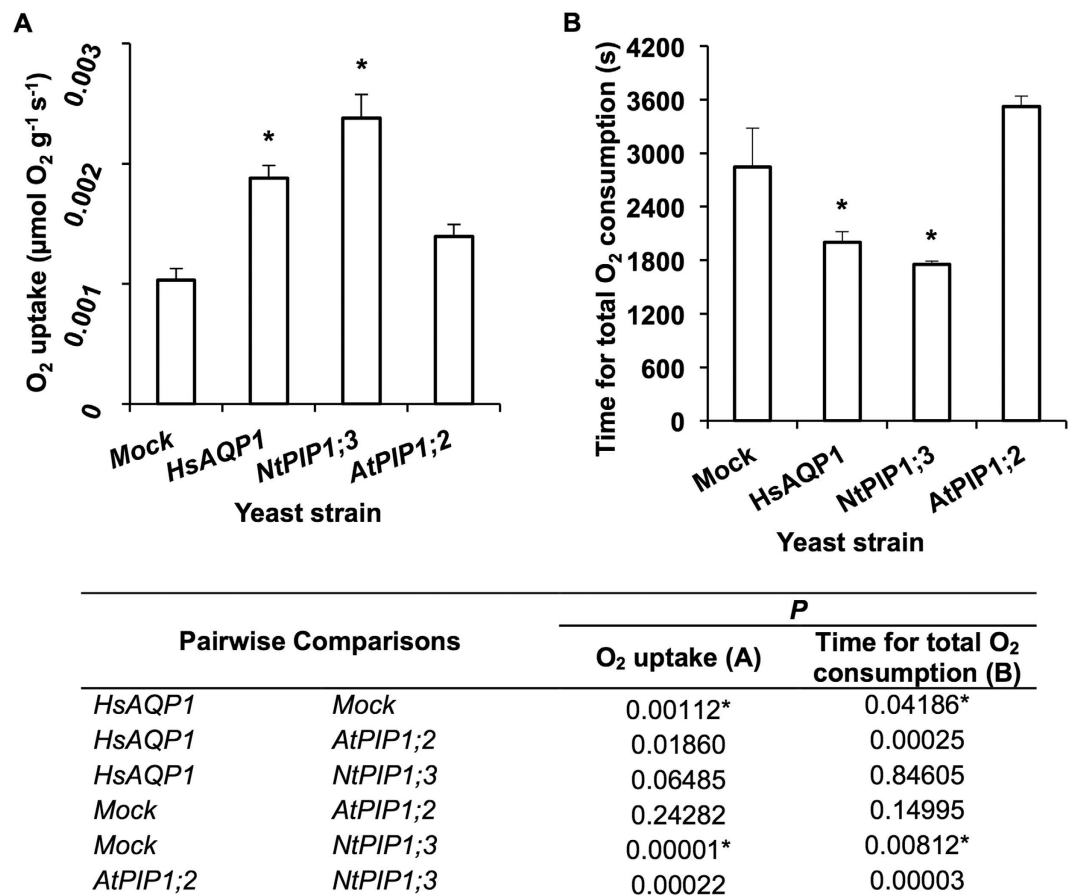 A
O₂ uptake (µmol O₂ g⁻¹ s⁻¹)
0.003
0.002
0.001
0
*
*
Mock
HsAQP1
NtPIP1;3
AtPIP1;2
Yeast strain
B
Time for total O₂ consumption (s)
4200
3600
3000
2400
1800
1200
600
0
*
*
Mock
HsAQP1
NtPIP1;3
AtPIP1;2
Yeast strain
P
Pairwise Comparisons
O₂ uptake (A)
Time for total O₂
consumption (B)
HsAQP1 Mock 0.00112* 0.04186*
HsAQP1 AtPIP1;2 0.01860 0.00025
HsAQP1 NtPIP1;3 0.06485 0.84605
Mock AtPIP1;2 0.24282 0.14995
Mock NtPIP1;3 0.00001* 0.00812*
AtPIP1;2 NtPIP1;3 0.00022 0.00003